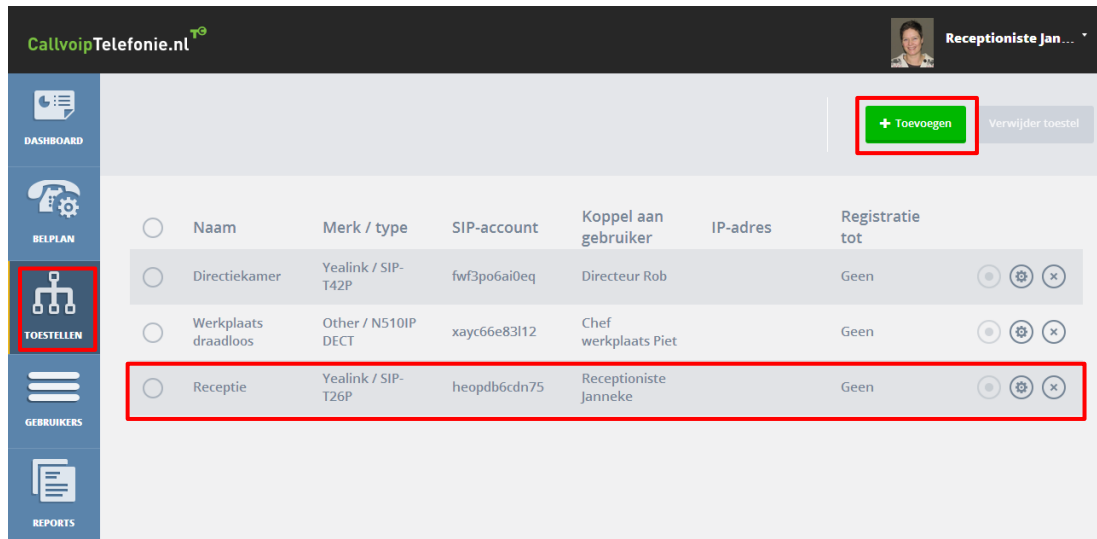 CallvoipTelefonie.nl
Receptioniste Jan...
DASHBOARD
+ Toevoegen
Verwijder toestel
BELPLAN
Naam
Merk / type
SIP-account
Koppel aan
gebruiker
IP-adres
Registratie
tot
TOESTELLEN
Directiekamer
Yealink / SIP-
T42P
fwf3po6ai0eq
Directeur Rob
Geen
Werkplaats
draadloos
Other / N510IP
DECT
xayc66e83l12
Chef
werkplaats Piet
Geen
Receptie
Yealink / SIP-
T26P
heopdb6cdn75
Receptioniste
Janneke
Geen
GEBRUIKERS
REPORTS